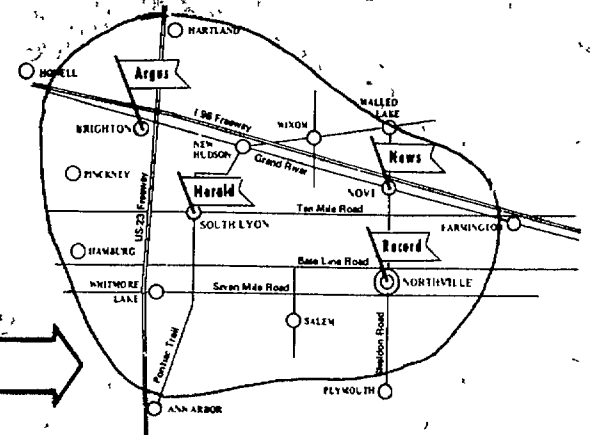 HARTLAND
HOWELL
Argus
I 96 Freeway
WALLED
LAKE
WIXOM
BRIGHTON
NEW
HUDSON
Grand River
News
PINCKNEY
Herald
NOVI
US 23 Freeway
Ten Mile Road
SOUTH LYON
FARMINGTON
Record
HAMBURG
Base Line Road
WHITMORE
LAKE
Seven Mile Road
NORTHVILLE
SALEM
Sheldon Road
Pontiac Trail
PLYMOUTH
ANN ARBOR